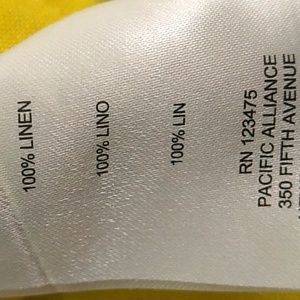 100% LINEN
100% LINO
100% LIN
RN 123475
PACIFIC ALLIANCE
350 FIFTH AVENUE